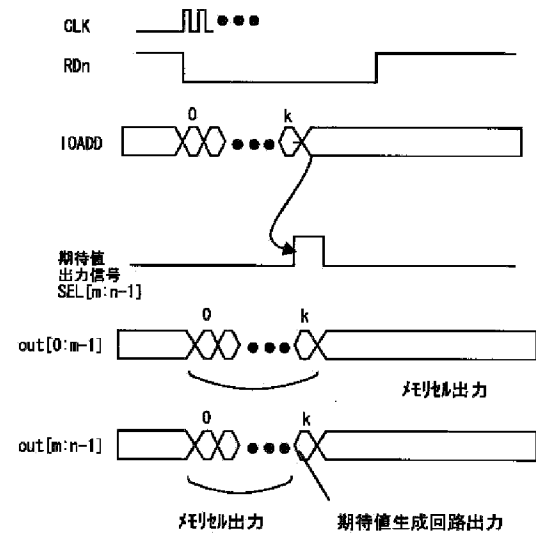 CLK
RDn
0 k
IOADD
期待値
出力信号
SEL[m:n-1]
0 k
out[0:m-1]
ﾒﾓﾘｾﾙ出力
0 k
out[m:n-1]
ﾒﾓﾘｾﾙ出力 期待値生成回路出力